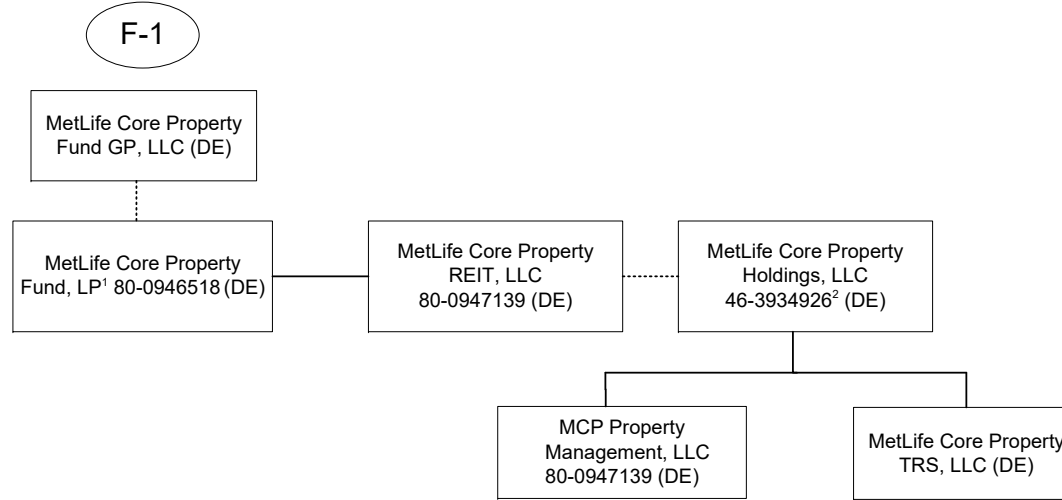 F-1
MetLife Core Property
Fund GP, LLC (DE)
MetLife Core Property
Fund, LP¹ 80-0946518 (DE)
MetLife Core Property
REIT, LLC
80-0947139 (DE)
MetLife Core Property
Holdings, LLC
46-3934926² (DE)
MCP Property
Management, LLC
80-0947139 (DE)
MetLife Core Property
TRS, LLC (DE)